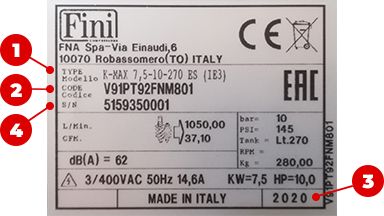 Fini
COMPRESSORS
CE
FNA Spa-Via Einaudi,6
10070 Robassomero(TO) ITALY
1
TYPE
Modello K-MAX 7,5-10-270 ES (IE3)
2
CODE
Codice V91PT92FNM801
EAC
4
S/N 5159350001
L/Min. 1050,00
CFM. 37,10
bar= 10
PSI= 145
Tank = Lt.270
RPM =
Kg = 280,00
dB(A) = 62
3/400VAC 50Hz 14,6A KW=7,5 HP=10,0
MADE IN ITALY 2020
3
V91PT92FNM801